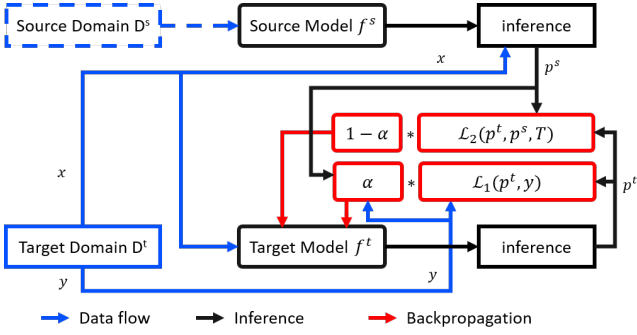 Source Domain Dˢ
Source Model fˢ
inference
x
pˢ
1 − α
*
ℒ₂(pᵗ, pˢ, T)
α
*
ℒ₁(pᵗ, y)
x
pᵗ
Target Domain Dᵗ
Target Model fᵗ
inference
y
y
Data flow
Inference
Backpropagation